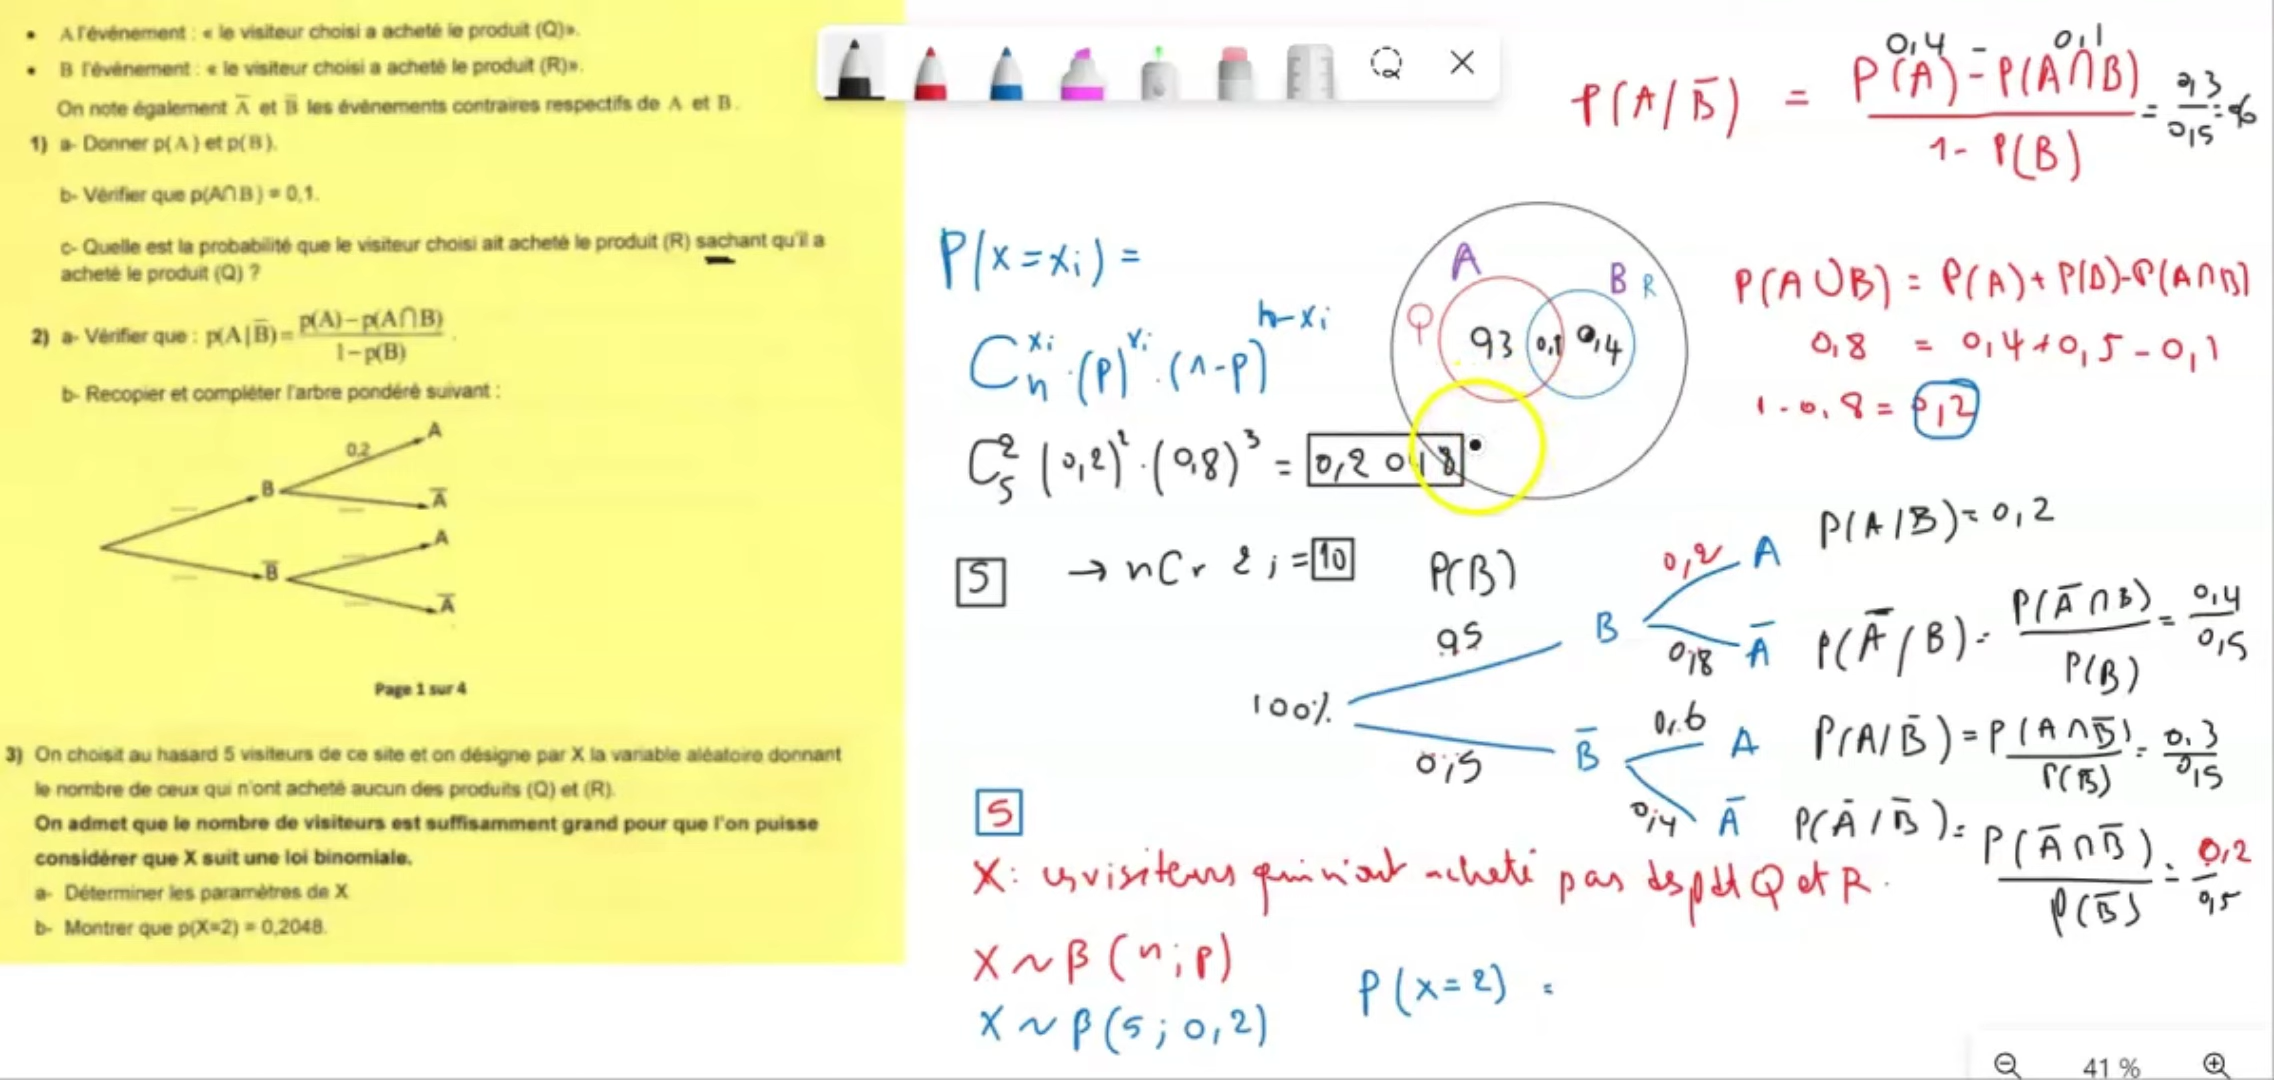 • A l'événement : « le visiteur choisi a acheté le produit (Q)».
• B l'événement : « le visiteur choisi a acheté le produit (R)».
On note également A̅ et B̅ les événements contraires respectifs de A et B.
1) a- Donner p(A) et p(B).
b- Vérifier que p(A∩B) = 0,1.
c- Quelle est la probabilité que le visiteur choisi ait acheté le produit (R) sachant qu'il a
acheté le produit (Q) ?
2) a- Vérifier que : p(A|B̅) = p(A)-p(A∩B) / 1-p(B) .
b- Recopier et compléter l'arbre pondéré suivant :
0,2 A
B
A̅
A
B̅
A̅
Page 1 sur 4
3) On choisit au hasard 5 visiteurs de ce site et on désigne par X la variable aléatoire donnant
le nombre de ceux qui n'ont acheté aucun des produits (Q) et (R).
On admet que le nombre de visiteurs est suffisamment grand pour que l'on puisse
considérer que X suit une loi binomiale.
a- Déterminer les paramètres de X
b- Montrer que p(X=2) = 0,2048.
0,4 - 0,1
P(A/B̅) = P(A) - P(A∩B) / 1 - P(B) = 0,3 / 0,5 =
P(X=xi) =
C n xi . (p) xi . (1-p) n-xi
C 5 2 (0,2)² . (0,8)³ = 0,2048
A B R
Q 0,3 0,1 0,4
P(A∪B) = P(A) + P(B) - P(A∩B)
0,8 = 0,4 + 0,5 - 0,1
1 - 0,8 = 0,2
5 → nCr 2 ; = 10
P(B)
0,5 B 0,2 A P(A/B) = 0,2
0,8 A̅ P(A̅/B) = P(A̅∩B) / P(B) = 0,4 / 0,5
100%
0,5 B̅ 0,6 A P(A/B̅) = P(A∩B̅) / P(B̅) = 0,3 / 0,5
0,4 A̅ P(A̅/B̅) = P(A̅∩B̅) / P(B̅) = 0,2 / 0,5
5
X : visiteurs qui n'ont acheté pas Q et R.
X ~ β (n ; p)
X ~ β (5 ; 0,2)
P(X=2) =
41 %